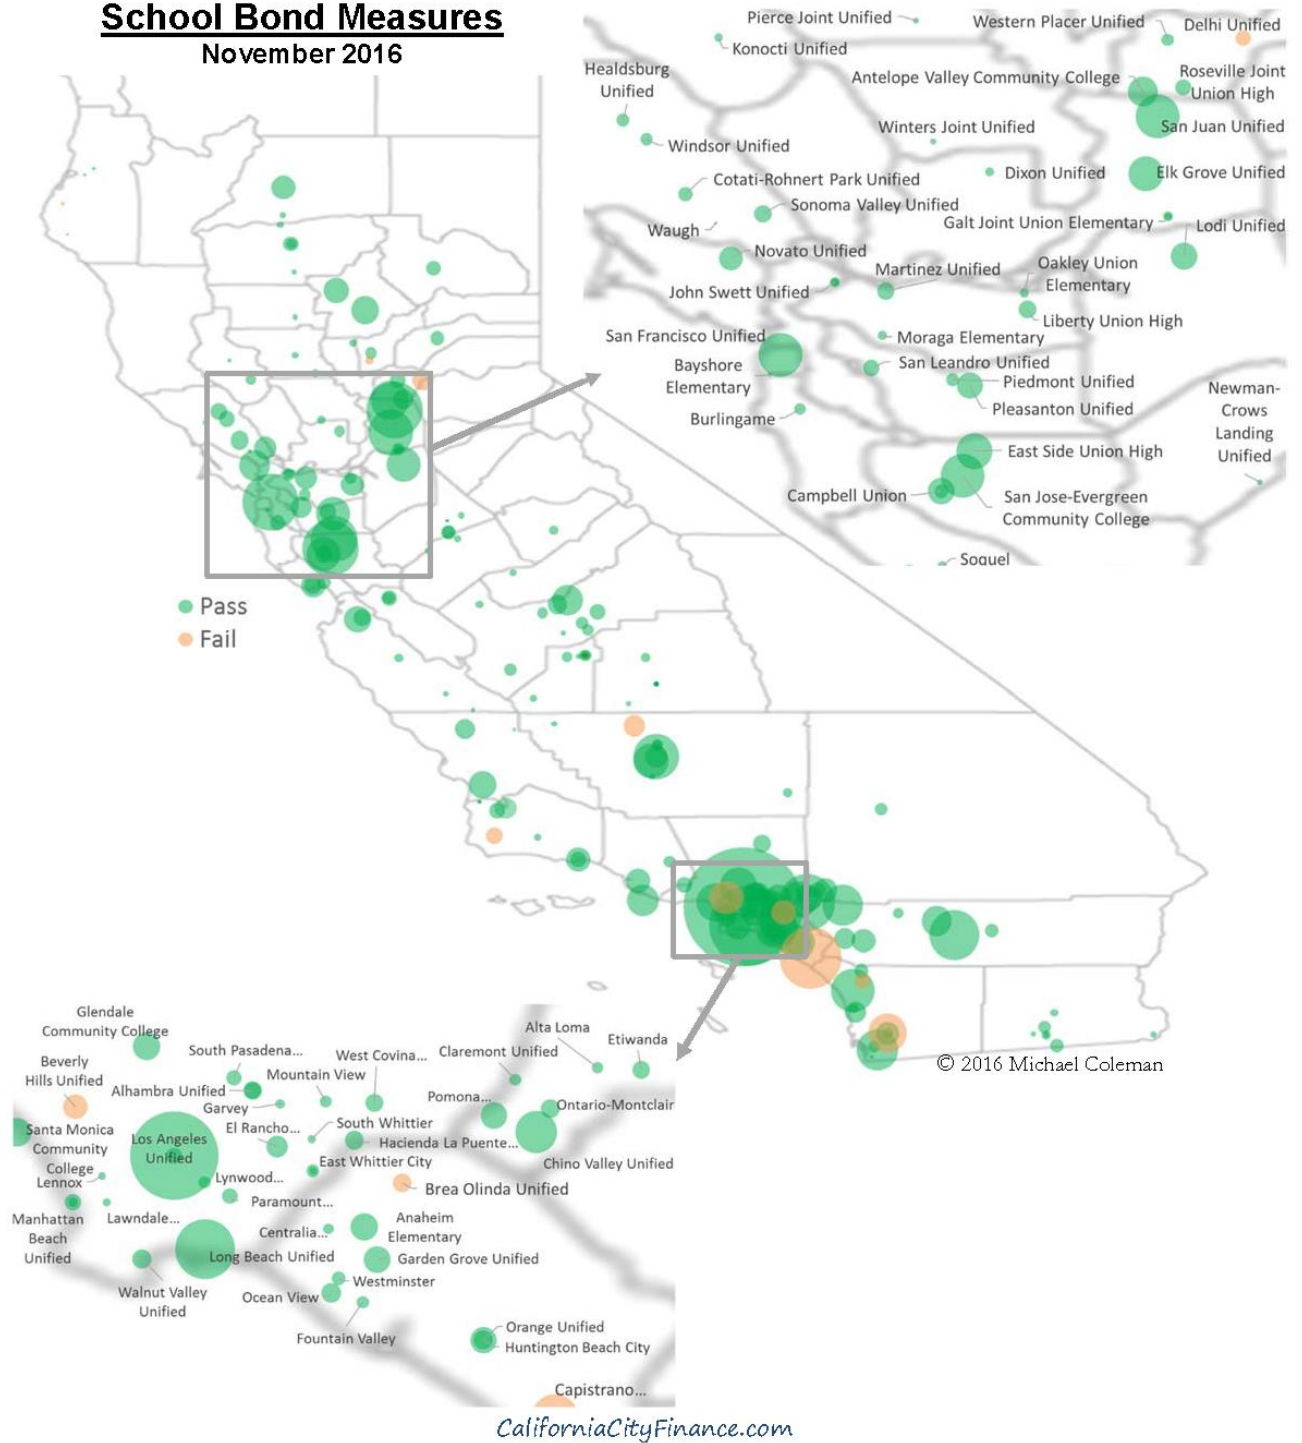 School Bond Measures
November 2016
Pierce Joint Unified
Western Placer Unified
Delhi Unified
Konocti Unified
Healdsburg
Unified
Antelope Valley Community College
Roseville Joint
Union High
Winters Joint Unified
San Juan Unified
Windsor Unified
Cotati-Rohnert Park Unified
Dixon Unified
Elk Grove Unified
Sonoma Valley Unified
Waugh
Galt Joint Union Elementary
Lodi Unified
Novato Unified
Martinez Unified
Oakley Union
Elementary
John Swett Unified
Liberty Union High
San Francisco Unified
Moraga Elementary
Bayshore
Elementary
San Leandro Unified
Piedmont Unified
Pleasanton Unified
Burlingame
Newman-
Crows
Landing
Unified
East Side Union High
Campbell Union
San Jose-Evergreen
Community College
Soquel
Pass
Fail
© 2016 Michael Coleman
Glendale
Community College
Alta Loma
Etiwanda
Beverly
Hills Unified
South Pasadena...
West Covina...
Claremont Unified
Mountain View
Alhambra Unified
Garvey
Pomona...
Ontario-Montclair
Santa Monica
Community
College
Los Angeles
Unified
El Rancho...
South Whittier
Hacienda La Puente...
East Whittier City
Chino Valley Unified
Lennox
Lynwood...
Brea Olinda Unified
Paramount...
Manhattan
Beach
Unified
Lawndale...
Centralia...
Anaheim
Elementary
Long Beach Unified
Garden Grove Unified
Walnut Valley
Unified
Westminster
Ocean View
Fountain Valley
Orange Unified
Huntington Beach City
Capistrano...
CaliforniaCityFinance.com